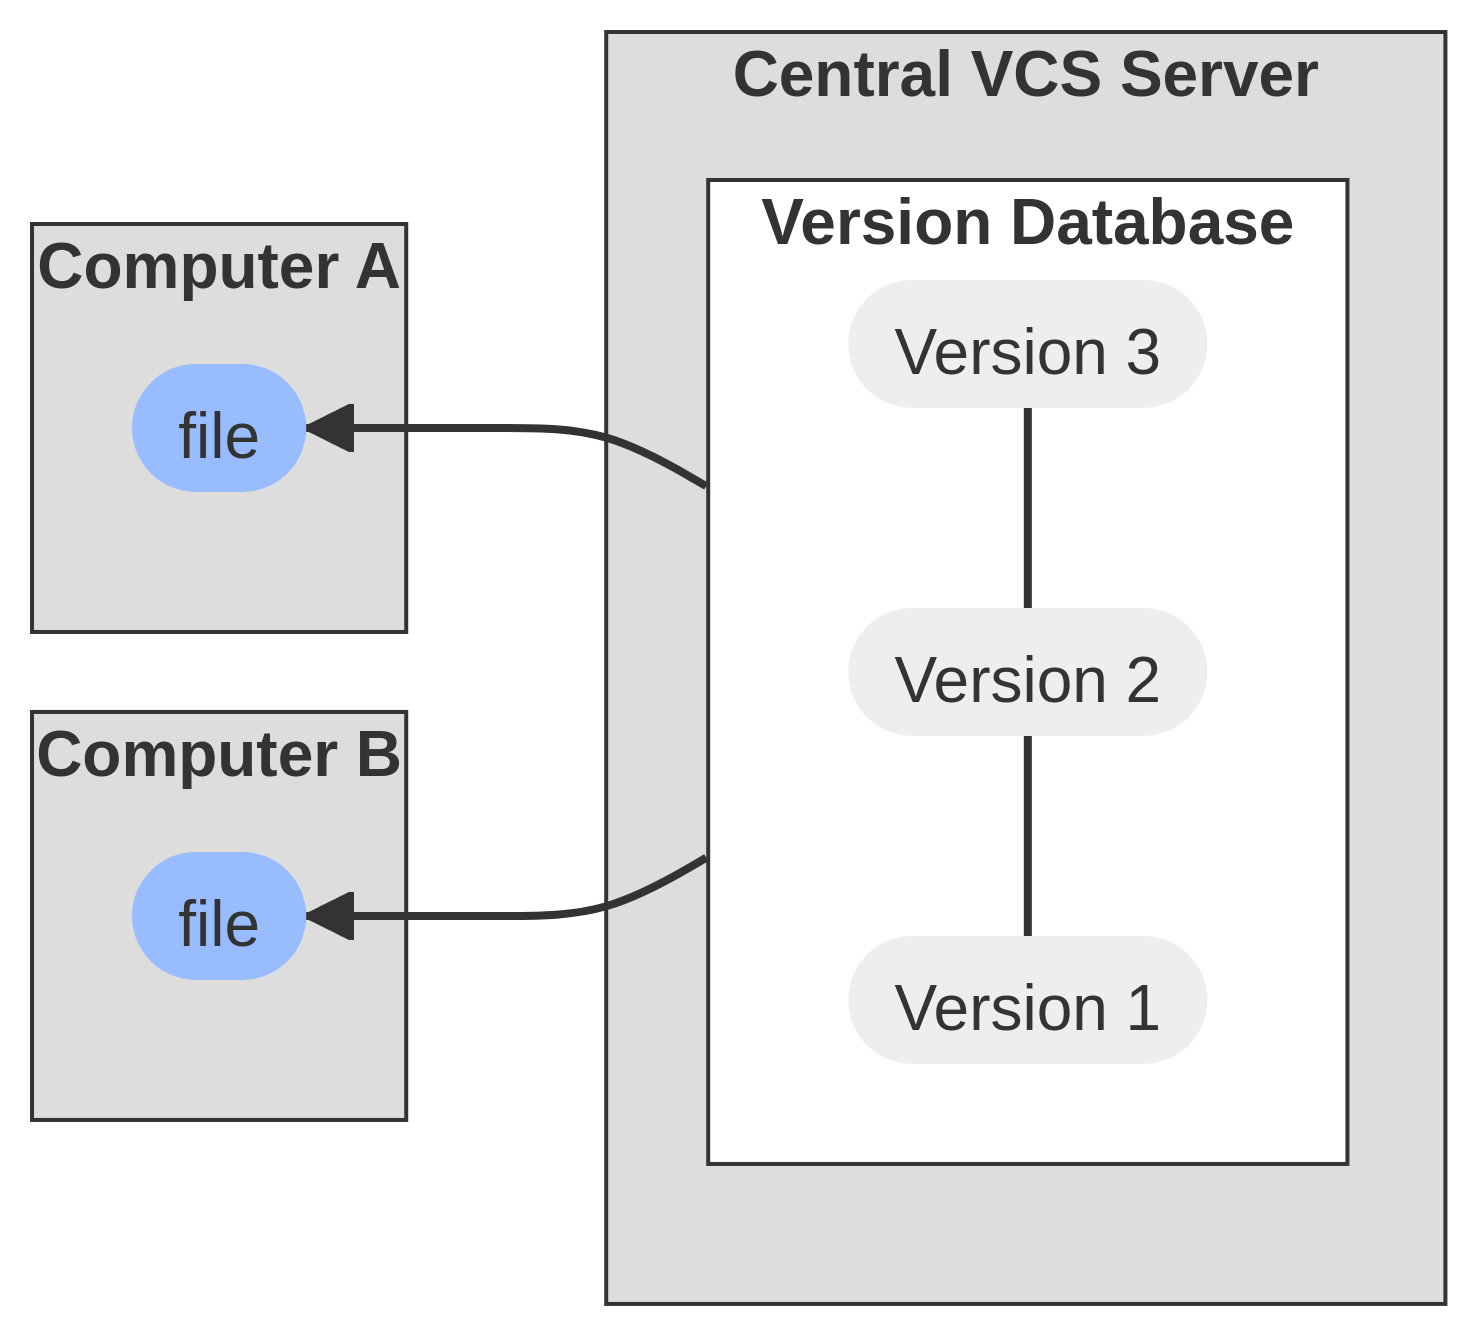 Central VCS Server
Version Database
Version 3
Version 2
Version 1
Computer A
file
Computer B
file